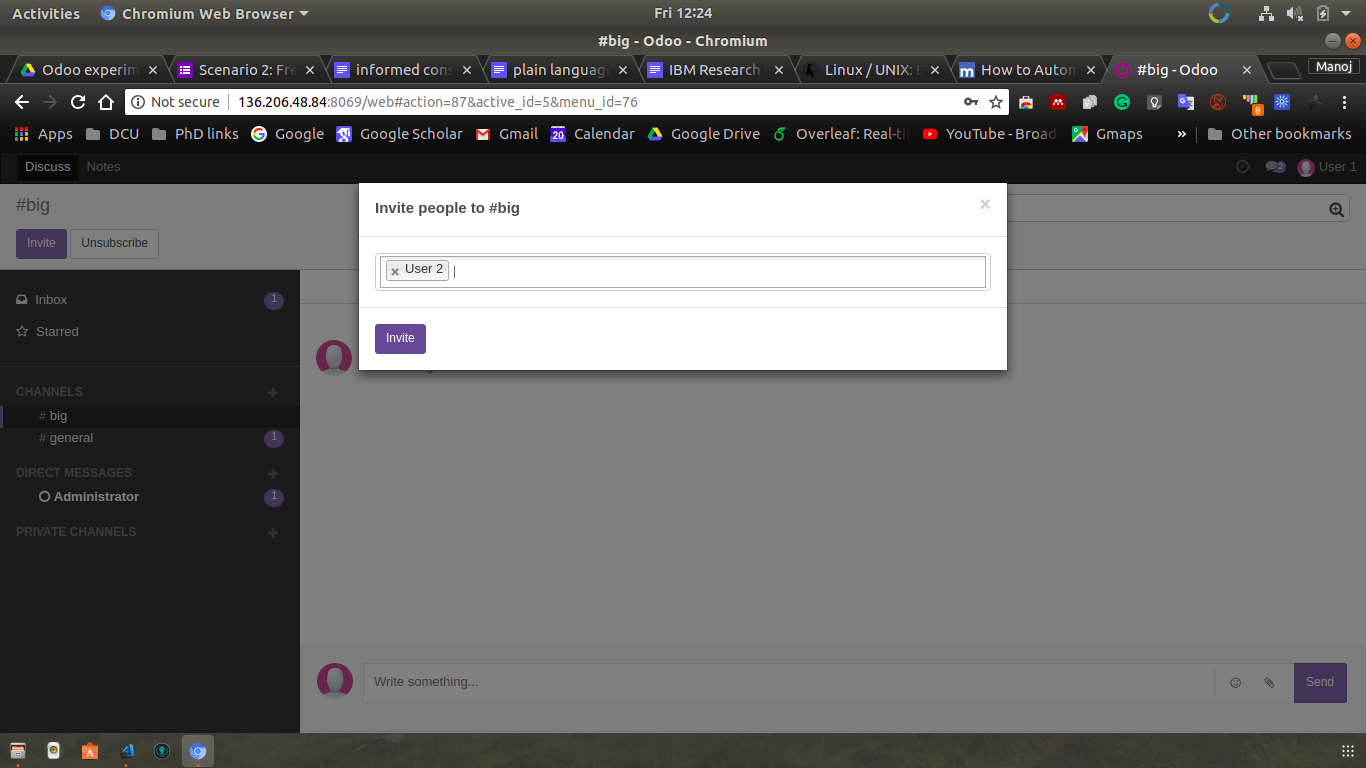 Activities Chromium Web Browser Fri 12:24
#big - Odoo - Chromium
Odoo experim Scenario 2: Fre informed cons plain language IBM Research Linux / UNIX: E How to Autom #big - Odoo Manoj
Not secure 136.206.48.84:8069/web#action=87&active_id=5&menu_id=76 8
Apps DCU PhD links Google Google Scholar Gmail 20 Calendar Google Drive Overleaf: Real-ti YouTube - Broad Gmaps » Other bookmarks
Discuss Notes 2 User 1
#big
Invite Unsubscribe
Invite people to #big ×
× User 2
Invite
Inbox 1
Starred
CHANNELS +
# big
# general 1
DIRECT MESSAGES +
Administrator 1
PRIVATE CHANNELS +
Write something... Send